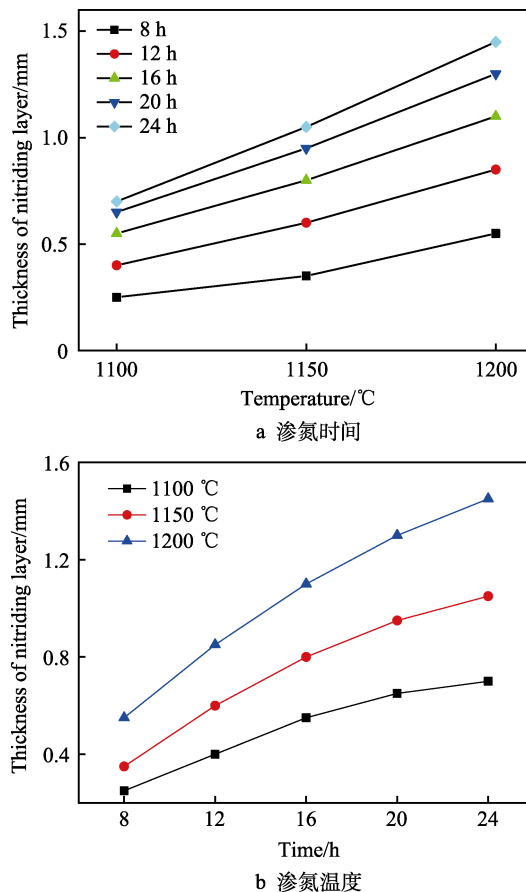 8 h
12 h
16 h
20 h
24 h
Thickness of nitriding layer/mm
1.5
1.0
0.5
0
1100
1150
1200
Temperature/℃
a 渗氮时间
1100 ℃
1150 ℃
1200 ℃
Thickness of nitriding layer/mm
1.6
1.2
0.8
0.4
8
12
16
20
24
Time/h
b 渗氮温度